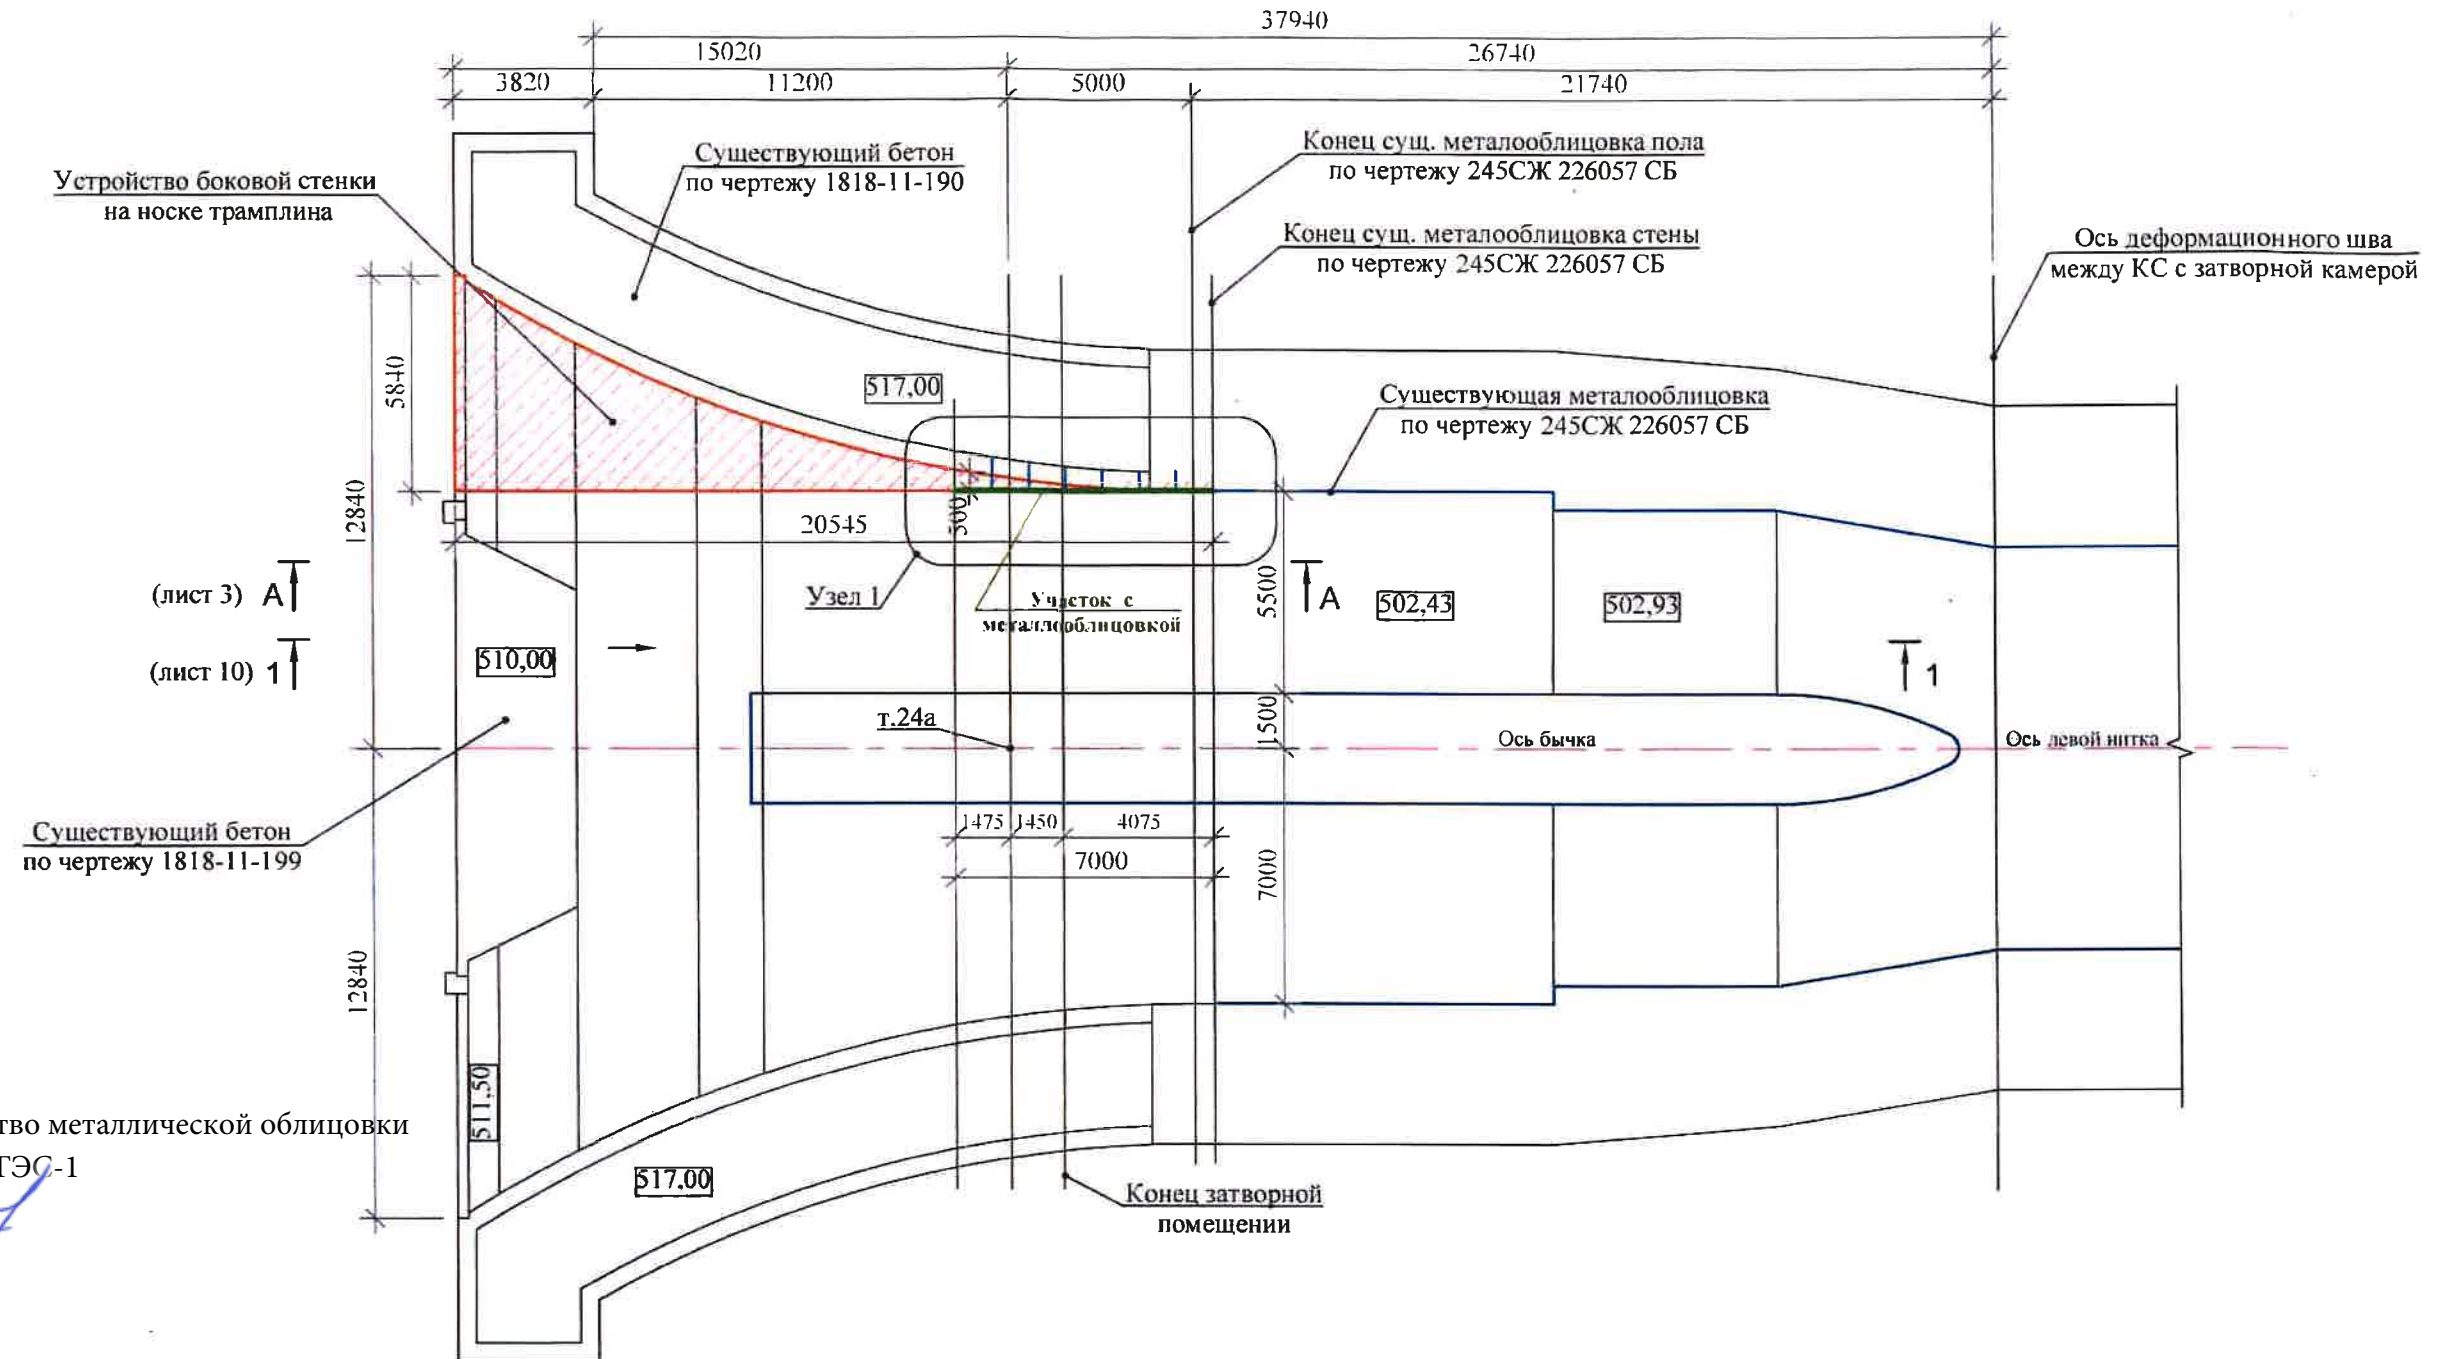 37940
15020
26740
3820
11200
5000
21740
Существующий бетон
по чертежу 1818-11-190
Конец сущ. металооблицовка пола
по чертежу 245СЖ 226057 СБ
Устройство боковой стенки
на носке трамплина
Конец сущ. металооблицовка стены
по чертежу 245СЖ 226057 СБ
Ось деформационного шва
между КС с затворной камерой
5840
517,00
Существующая металооблицовка
по чертежу 245СЖ 226057 СБ
12840
20545
500
(лист 3) А
Узел 1
Участок с
металлооблицовкой
5500
А
502,43
502,93
(лист 10) 1
510,00
1
т.24а
1500
Ось бычка
Ось левой нитка
Существующий бетон
по чертежу 1818-11-199
1475
1450
4075
7000
7000
12840
511,50
тво металлической облицовки
ГЭС-1
517,00
Конец затворной
помещении